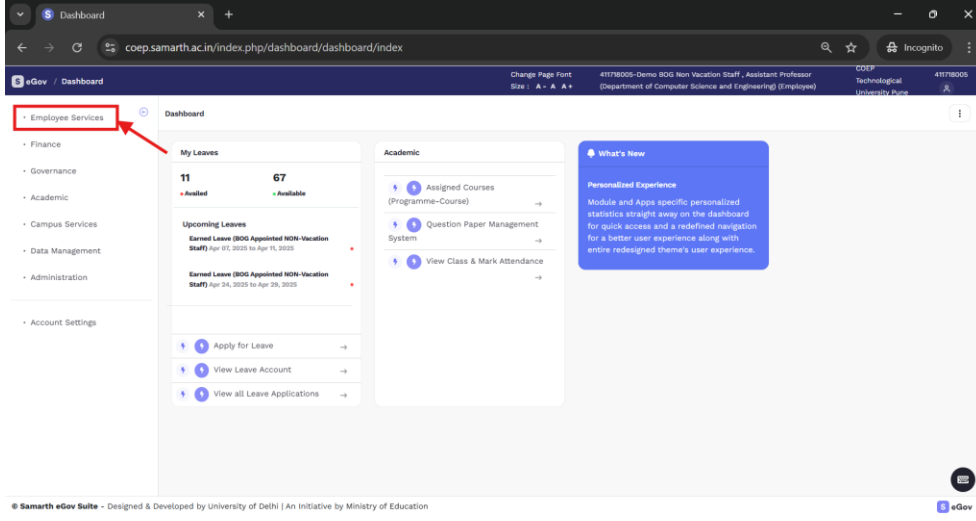 Dashboard
coep.samarth.ac.in/index.php/dashboard/dashboard/index
Incognito
S eGov / Dashboard
Change Page Font
Size : A - A A +
411718005-Demo BOG Non Vacation Staff , Assistant Professor
(Department of Computer Science and Engineering) (Employee)
COEP
Technological
University Pune
411718005
Employee Services
Finance
Governance
Academic
Campus Services
Data Management
Administration
Account Settings
Dashboard
My Leaves
11
67
Availed
Available
Upcoming Leaves
Earned Leave (BOG Appointed NON-Vacation
Staff) Apr 07, 2025 to Apr 11, 2025
Earned Leave (BOG Appointed NON-Vacation
Staff) Apr 24, 2025 to Apr 29, 2025
Apply for Leave
View Leave Account
View all Leave Applications
Academic
Assigned Courses
(Programme-Course)
Question Paper Management
System
View Class & Mark Attendance
What's New
Personalized Experience
Module and Apps specific personalized
statistics straight away on the dashboard
for quick access and a redefined navigation
for a better user experience along with
entire redesigned theme's user experience.
© Samarth eGov Suite - Designed & Developed by University of Delhi | An Initiative by Ministry of Education
S eGov